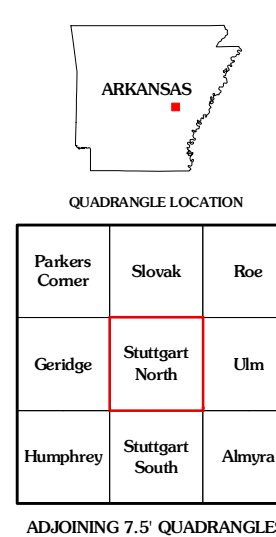 ARKANSAS
QUADRANGLE LOCATION
Parkers
Corner
Slovak
Roe
Geridge
Stuttgart
North
Ulm
Humphrey
Stuttgart
South
Almyra
ADJOINING 7.5' QUADRANGLES